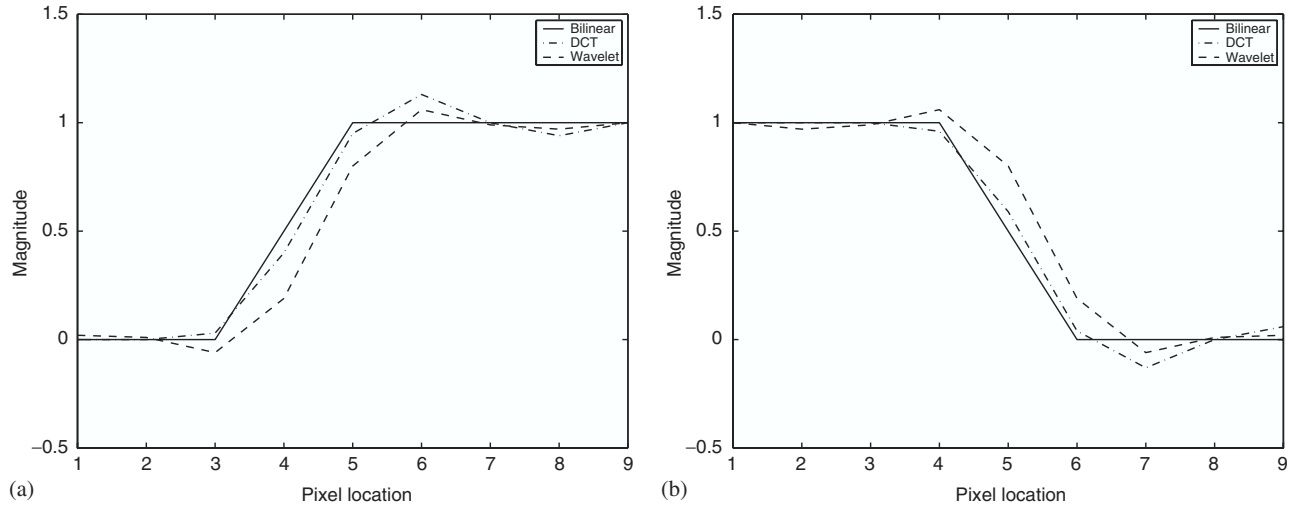 1.5
1
0.5
0
−0.5
Magnitude
1 2 3 4 5 6 7 8 9
Pixel location
Bilinear
DCT
Wavelet
(a)
1.5
1
0.5
0
−0.5
Magnitude
1 2 3 4 5 6 7 8 9
Pixel location
Bilinear
DCT
Wavelet
(b)